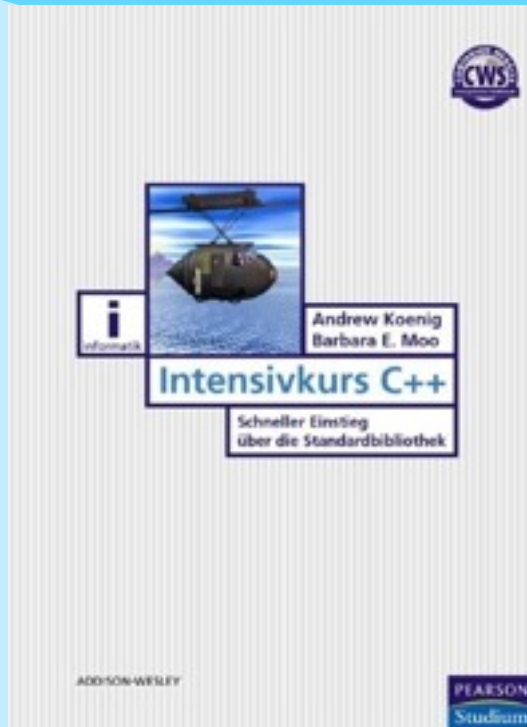 CWS
i
informatik
Andrew Koenig
Barbara E. Moo
Intensivkurs C++
Schneller Einstieg
über die Standardbibliothek
ADDISON-WESLEY
PEARSON
Studium